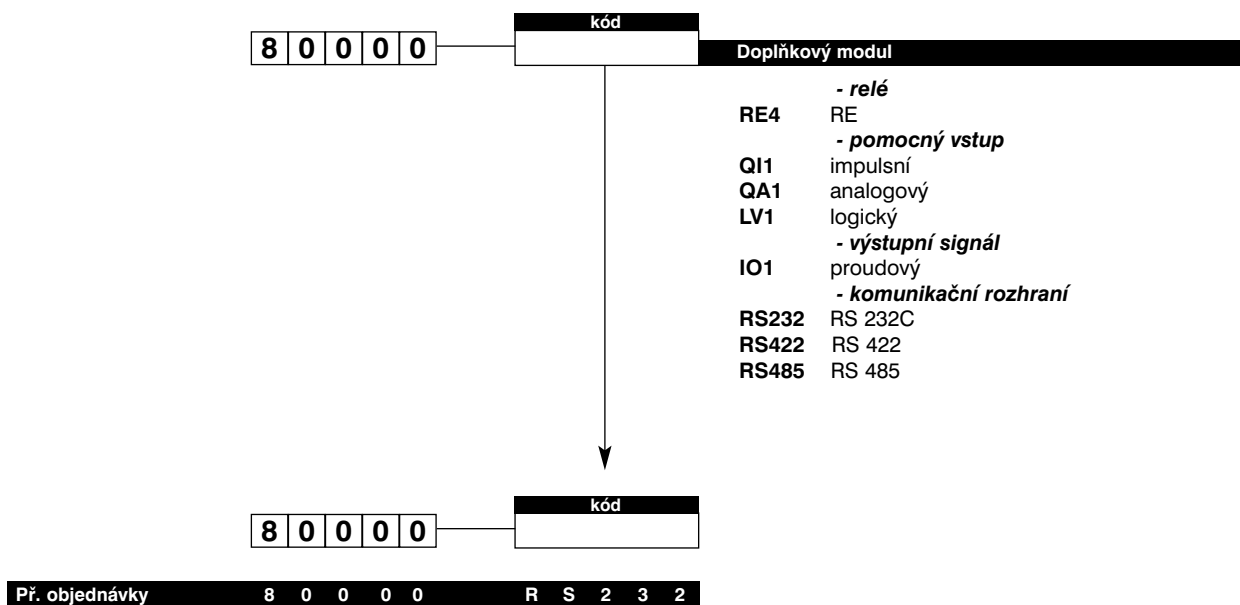 kód
8 0 0 0 0
Doplňkový modul
- relé
RE4 RE
- pomocný vstup
QI1 impulsní
QA1 analogový
LV1 logický
- výstupní signál
IO1 proudový
- komunikační rozhraní
RS232 RS 232C
RS422 RS 422
RS485 RS 485
kód
8 0 0 0 0
Př. objednávky 8 0 0 0 0 R S 2 3 2